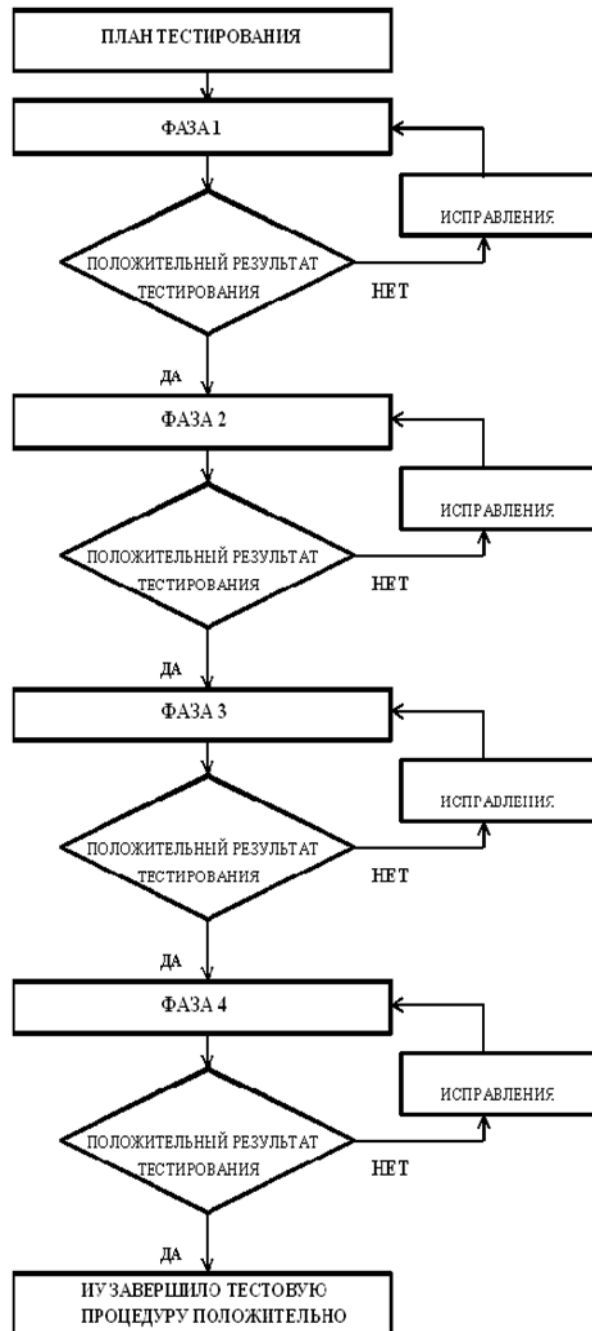 ПЛАН ТЕСТИРОВАНИЯ
ФАЗА 1
ИСПРАВЛЕНИЯ
ПОЛОЖИТЕЛЬНЫЙ РЕЗУЛЬТАТ
ТЕСТИРОВАНИЯ
НЕТ
ДА
ФАЗА 2
ИСПРАВЛЕНИЯ
ПОЛОЖИТЕЛЬНЫЙ РЕЗУЛЬТАТ
ТЕСТИРОВАНИЯ
НЕТ
ДА
ФАЗА 3
ИСПРАВЛЕНИЯ
ПОЛОЖИТЕЛЬНЫЙ РЕЗУЛЬТАТ
ТЕСТИРОВАНИЯ
НЕТ
ДА
ФАЗА 4
ИСПРАВЛЕНИЯ
ПОЛОЖИТЕЛЬНЫЙ РЕЗУЛЬТАТ
ТЕСТИРОВАНИЯ
НЕТ
ДА
ИУ ЗАВЕРШИЛО ТЕСТОВУЮ
ПРОЦЕДУРУ ПОЛОЖИТЕЛЬНО